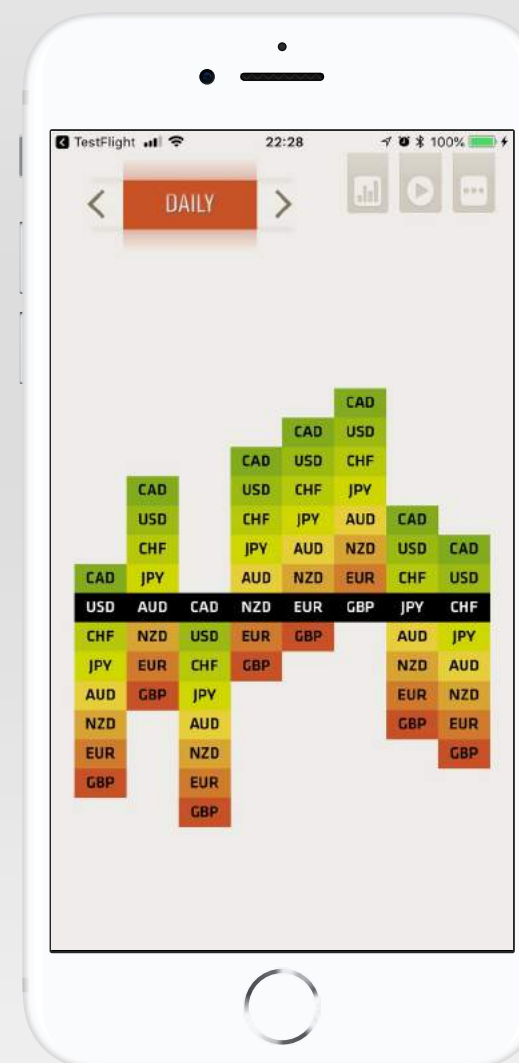 TestFlight 22:28 100%
DAILY
CAD
CAD USD
CAD USD CHF
CAD USD CHF JPY
USD CHF JPY AUD CAD
CHF JPY AUD NZD USD CAD
CAD JPY AUD NZD EUR CHF USD
USD AUD CAD NZD EUR GBP JPY CHF
CHF NZD USD EUR GBP AUD JPY
JPY EUR CHF GBP NZD AUD
AUD GBP JPY EUR NZD
NZD AUD GBP EUR
EUR NZD GBP
GBP EUR
GBP